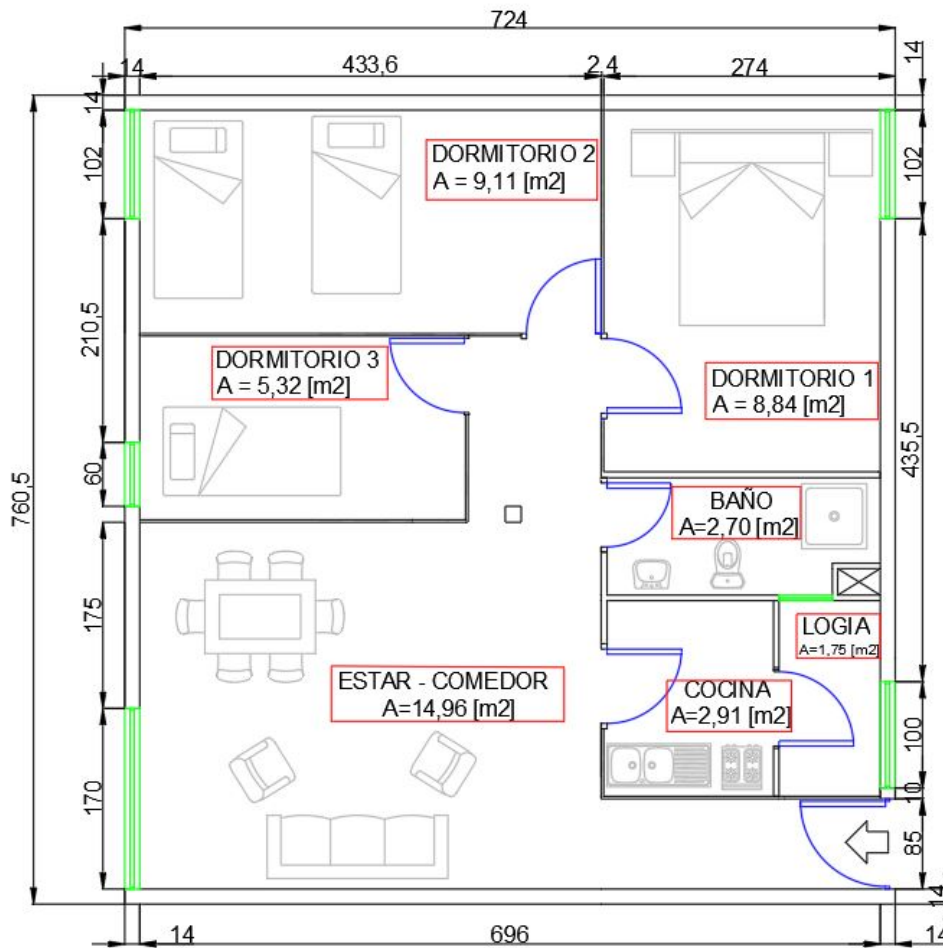 724
14
433,6
2,4
274
14
14
102
DORMITORIO 2
A = 9,11 [m2]
102
210,5
DORMITORIO 3
A = 5,32 [m2]
DORMITORIO 1
A = 8,84 [m2]
435,5
60
760,5
BAÑO
A=2,70 [m2]
175
LOGIA
A=1,75 [m2]
ESTAR - COMEDOR
A=14,96 [m2]
COCINA
A=2,91 [m2]
100
170
10
85
14
14
696
14